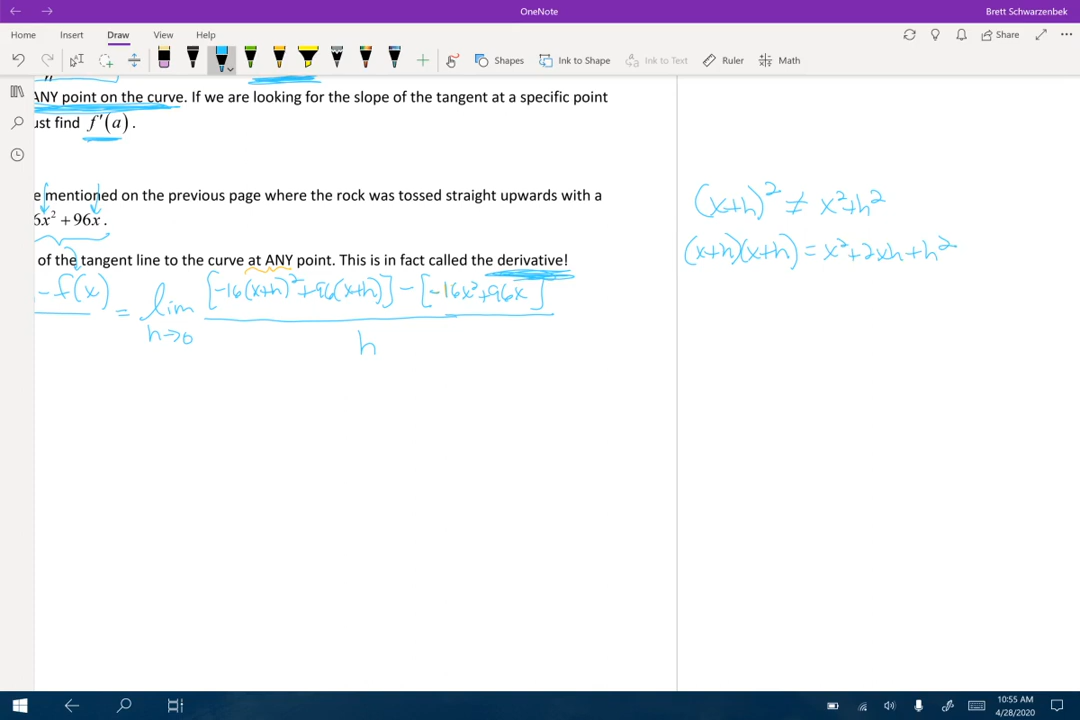 OneNote
Brett Schwarzenbek
Home Insert Draw View Help
Share
Shapes Ink to Shape Ink to Text Ruler Math
ANY point on the curve. If we are looking for the slope of the tangent at a specific point
ust find f'(a).
e mentioned on the previous page where the rock was tossed straight upwards with a
6x² + 96x.
of the tangent line to the curve at ANY point. This is in fact called the derivative!
- f(x) = lim h→0 [-16(x+h)²+96(x+h)] - [-16x²+96x]
h
(x+h)² ≠ x²+h²
(x+h)(x+h) = x²+2xh+h²
10:55 AM
4/28/2020